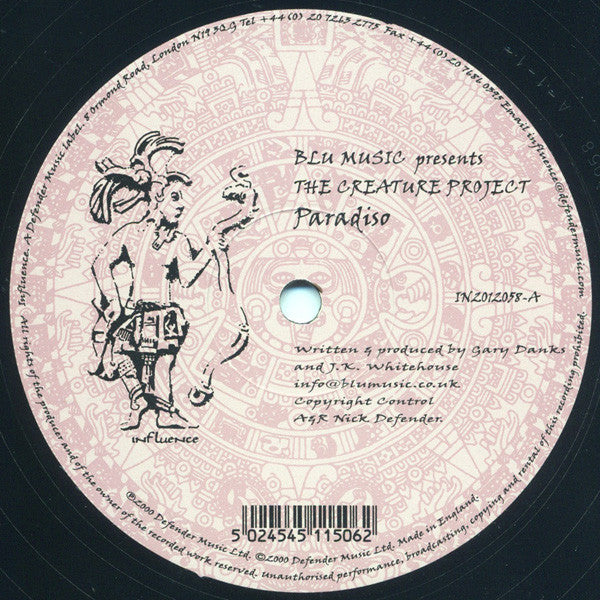 Influence. A Defender Music label. 8 Ormond Road, London N19 3QG Tel +44 (0) 20 7263 2775 Fax +44 (0) 20 7686 0395 Email influence@defendermusic.com
BLU MUSIC presents
THE CREATURE PROJECT
Paradiso
IN2012058-A
Written & produced by Gary Danks
and J.K. Whitehouse
info@blumusic.co.uk
Copyright Control
A&R Nick Defender.
INFLUENCE
5 024545 115062
All rights of the producer and of the owner of the recorded work reserved. unauthorised performance, broadcasting, copying and rental of this recording prohibited.
℗2000 Defender Music Ltd. ©2000 Defender Music Ltd. Made in England.